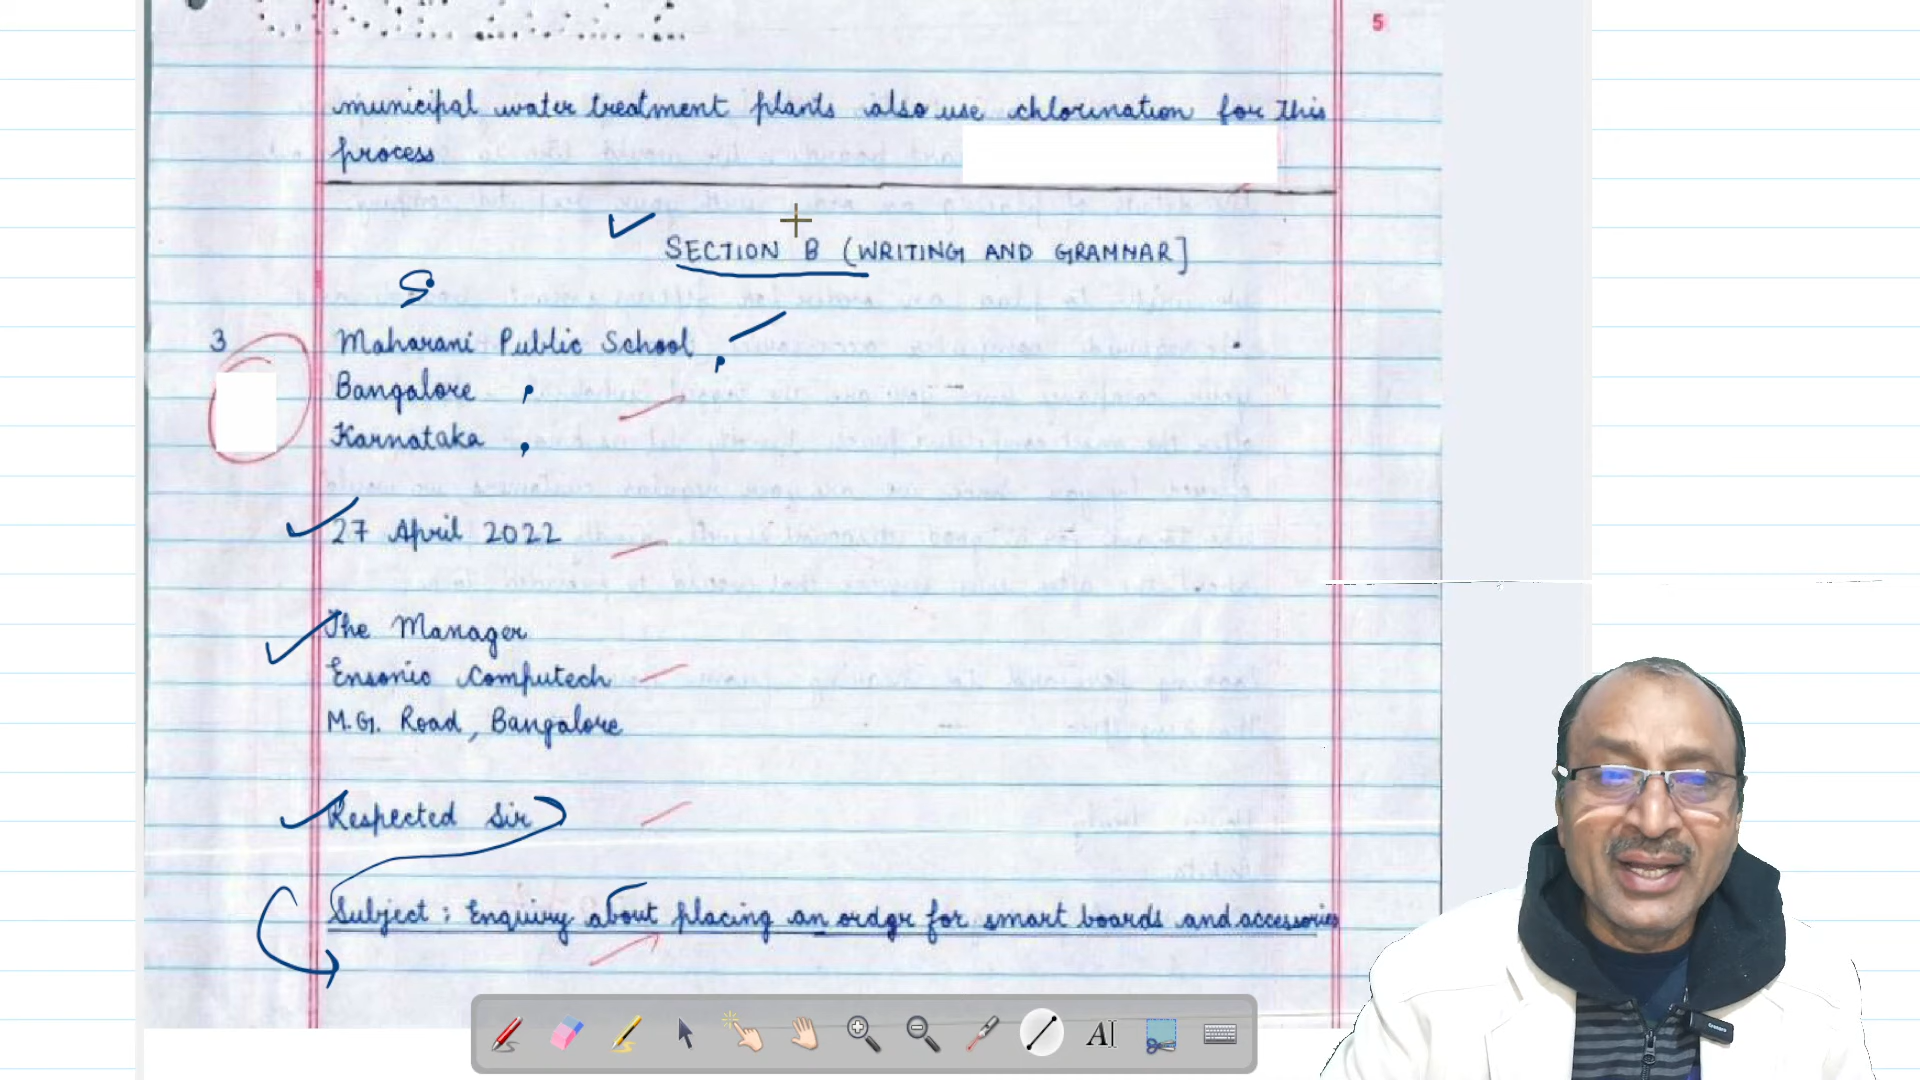 5
municipal water treatment plants also use chlorination for this
process
SECTION B (WRITING AND GRAMMAR]
3
Maharani Public School,
Bangalore,
Karnataka,
27 April 2022
The Manager
Ensonic Computech
M.G. Road, Bangalore
Respected Sir
Subject : Enquiry about placing an order for smart boards and accessories